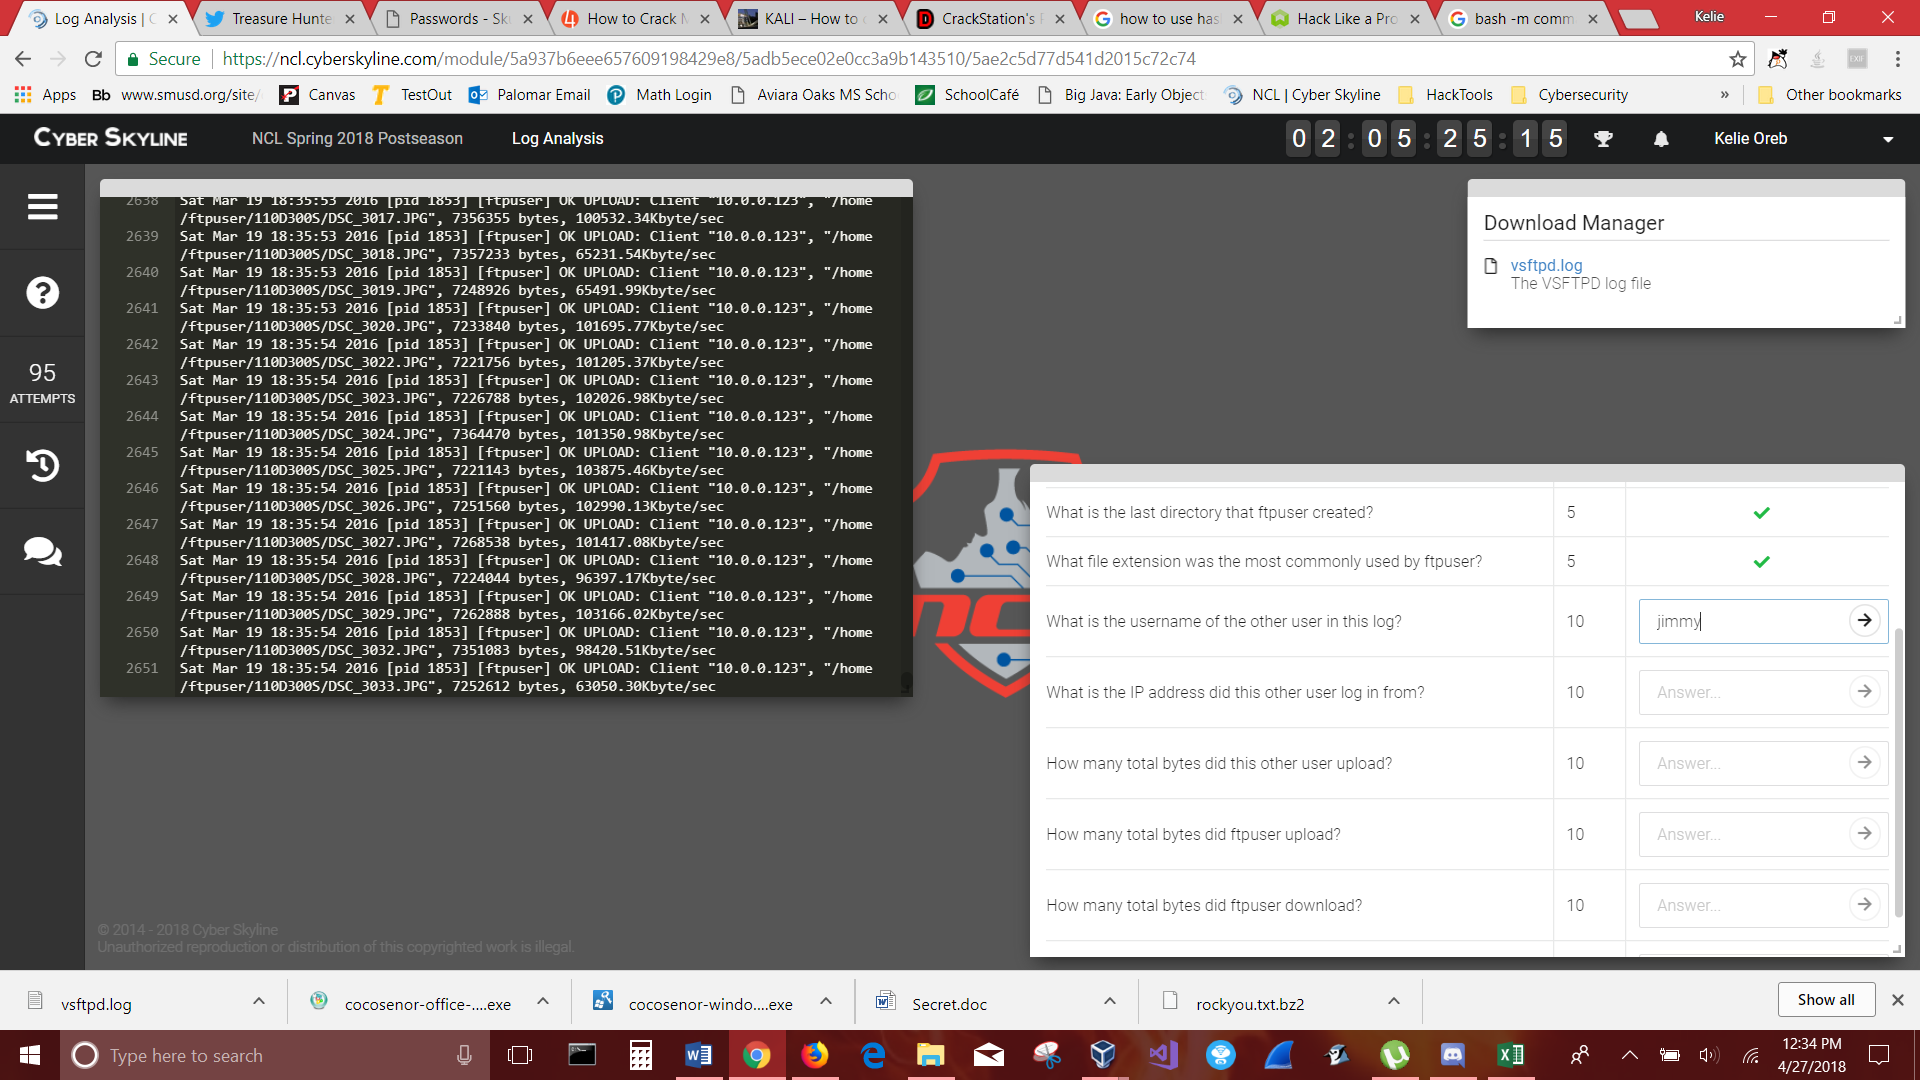 Log Analysis | C
Treasure Hunte
Passwords - Sk
How to Crack M
KALI – How to c
CrackStation's P
how to use has
Hack Like a Pro
bash -m comm
Kelie
Secure
https://ncl.cyberskyline.com/module/5a937b6eee657609198429e8/5adb5ece02e0cc3a9b143510/5ae2c5d77d541d2015c72c74
Apps
Bb www.smusd.org/site/
Canvas
TestOut
Palomar Email
Math Login
Aviara Oaks MS Scho
SchoolCafé
Big Java: Early Object
NCL | Cyber Skyline
HackTools
Cybersecurity
»
Other bookmarks
CYBER SKYLINE
NCL Spring 2018 Postseason
Log Analysis
02:05:25:15
Kelie Oreb
95
ATTEMPTS
2638 Sat Mar 19 18:35:53 2016 [pid 1853] [ftpuser] OK UPLOAD: Client "10.0.0.123", "/home
/ftpuser/110D300S/DSC_3017.JPG", 7356355 bytes, 100532.34Kbyte/sec
2639 Sat Mar 19 18:35:53 2016 [pid 1853] [ftpuser] OK UPLOAD: Client "10.0.0.123", "/home
/ftpuser/110D300S/DSC_3018.JPG", 7357233 bytes, 65231.54Kbyte/sec
2640 Sat Mar 19 18:35:53 2016 [pid 1853] [ftpuser] OK UPLOAD: Client "10.0.0.123", "/home
/ftpuser/110D300S/DSC_3019.JPG", 7248926 bytes, 65491.99Kbyte/sec
2641 Sat Mar 19 18:35:53 2016 [pid 1853] [ftpuser] OK UPLOAD: Client "10.0.0.123", "/home
/ftpuser/110D300S/DSC_3020.JPG", 7233840 bytes, 101695.77Kbyte/sec
2642 Sat Mar 19 18:35:54 2016 [pid 1853] [ftpuser] OK UPLOAD: Client "10.0.0.123", "/home
/ftpuser/110D300S/DSC_3022.JPG", 7221756 bytes, 101205.37Kbyte/sec
2643 Sat Mar 19 18:35:54 2016 [pid 1853] [ftpuser] OK UPLOAD: Client "10.0.0.123", "/home
/ftpuser/110D300S/DSC_3023.JPG", 7226788 bytes, 102026.98Kbyte/sec
2644 Sat Mar 19 18:35:54 2016 [pid 1853] [ftpuser] OK UPLOAD: Client "10.0.0.123", "/home
/ftpuser/110D300S/DSC_3024.JPG", 7364470 bytes, 101350.98Kbyte/sec
2645 Sat Mar 19 18:35:54 2016 [pid 1853] [ftpuser] OK UPLOAD: Client "10.0.0.123", "/home
/ftpuser/110D300S/DSC_3025.JPG", 7221143 bytes, 103875.46Kbyte/sec
2646 Sat Mar 19 18:35:54 2016 [pid 1853] [ftpuser] OK UPLOAD: Client "10.0.0.123", "/home
/ftpuser/110D300S/DSC_3026.JPG", 7251560 bytes, 102990.13Kbyte/sec
2647 Sat Mar 19 18:35:54 2016 [pid 1853] [ftpuser] OK UPLOAD: Client "10.0.0.123", "/home
/ftpuser/110D300S/DSC_3027.JPG", 7268538 bytes, 101417.08Kbyte/sec
2648 Sat Mar 19 18:35:54 2016 [pid 1853] [ftpuser] OK UPLOAD: Client "10.0.0.123", "/home
/ftpuser/110D300S/DSC_3028.JPG", 7224044 bytes, 96397.17Kbyte/sec
2649 Sat Mar 19 18:35:54 2016 [pid 1853] [ftpuser] OK UPLOAD: Client "10.0.0.123", "/home
/ftpuser/110D300S/DSC_3029.JPG", 7262888 bytes, 103166.02Kbyte/sec
2650 Sat Mar 19 18:35:54 2016 [pid 1853] [ftpuser] OK UPLOAD: Client "10.0.0.123", "/home
/ftpuser/110D300S/DSC_3032.JPG", 7351083 bytes, 98420.51Kbyte/sec
2651 Sat Mar 19 18:35:54 2016 [pid 1853] [ftpuser] OK UPLOAD: Client "10.0.0.123", "/home
/ftpuser/110D300S/DSC_3033.JPG", 7252612 bytes, 63050.30Kbyte/sec
Download Manager
vsftpd.log
The VSFTPD log file
What is the last directory that ftpuser created? 5
What file extension was the most commonly used by ftpuser? 5
What is the username of the other user in this log? 10 jimmy
What is the IP address did this other user log in from? 10 Answer...
How many total bytes did this other user upload? 10 Answer...
How many total bytes did ftpuser upload? 10 Answer...
How many total bytes did ftpuser download? 10 Answer...
© 2014 - 2018 Cyber Skyline
Unauthorized reproduction or distribution of this copyrighted work is illegal.
vsftpd.log
cocosenor-office-....exe
cocosenor-windo....exe
Secret.doc
rockyou.txt.bz2
Show all
Type here to search
12:34 PM
4/27/2018